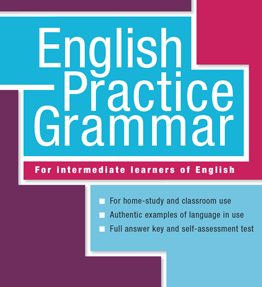 English
Practice
Grammar
For intermediate learners of English
For home-study and classroom use
Authentic examples of language in use
Full answer key and self-assessment test